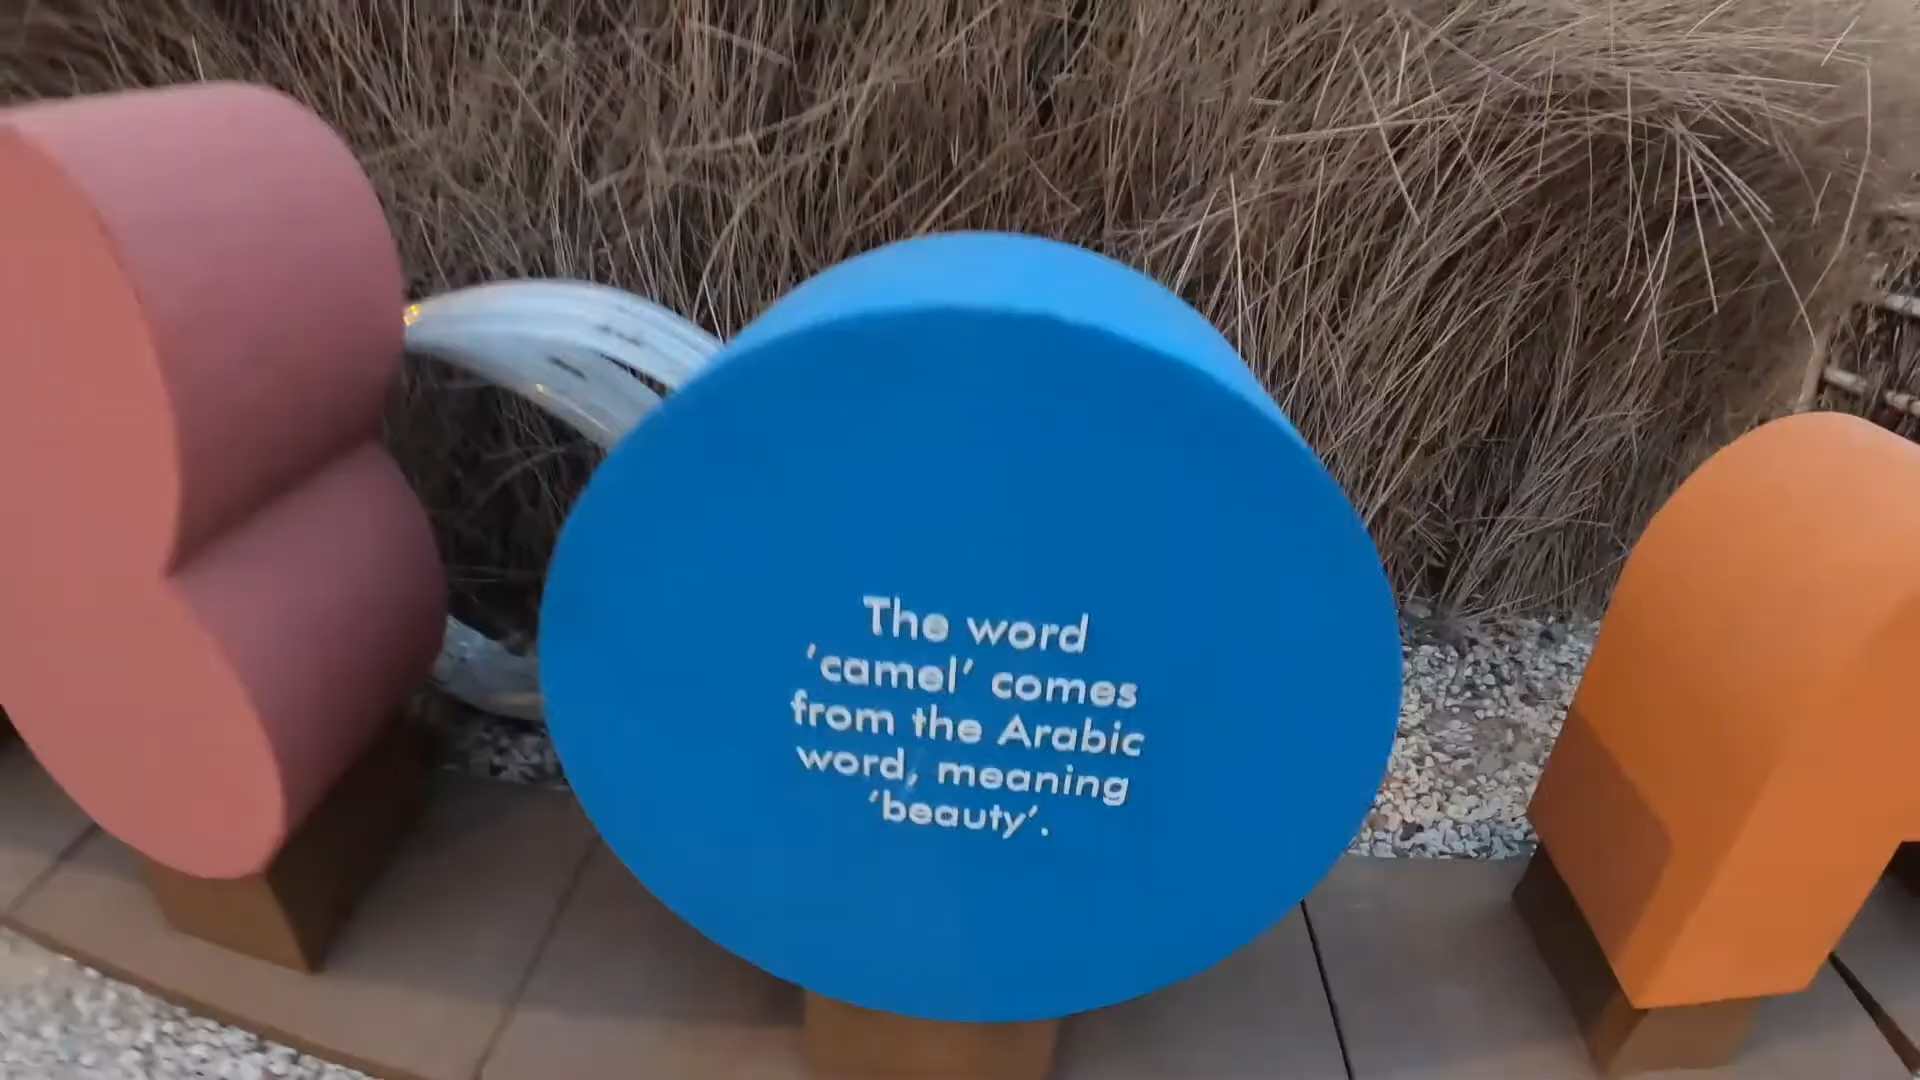 The word
‘camel’ comes
from the Arabic
word, meaning
‘beauty’.